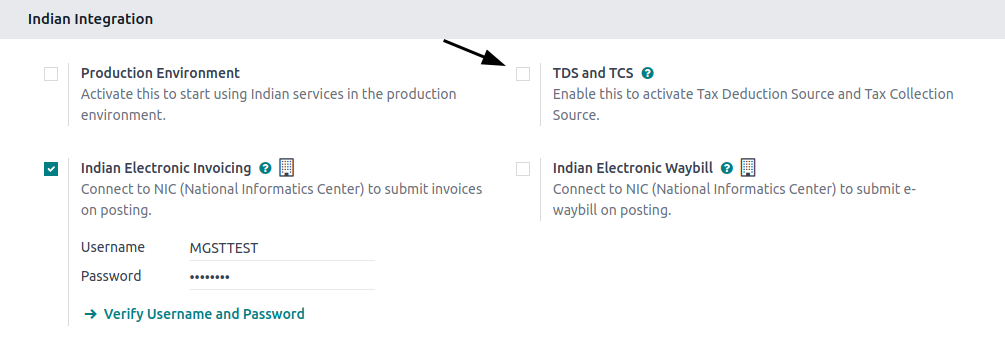 Indian Integration
Production Environment
Activate this to start using Indian services in the production
environment.
TDS and TCS ?
Enable this to activate Tax Deduction Source and Tax Collection
Source.
Indian Electronic Invoicing ?
Connect to NIC (National Informatics Center) to submit invoices
on posting.
Username MGSTTEST
Password ••••••••
→ Verify Username and Password
Indian Electronic Waybill ?
Connect to NIC (National Informatics Center) to submit e-
waybill on posting.